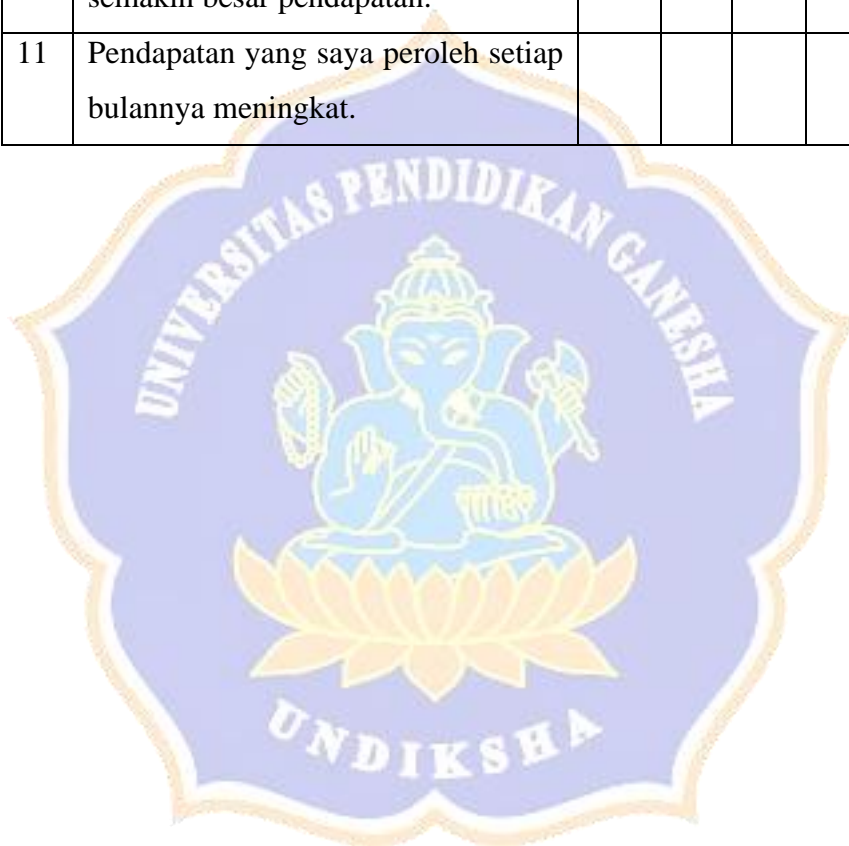 semakin besar pendapatan.
11 Pendapatan yang saya peroleh setiap
bulannya meningkat.
UNIVERSITAS PENDIDIKAN GANESHA
UNDIKSHA